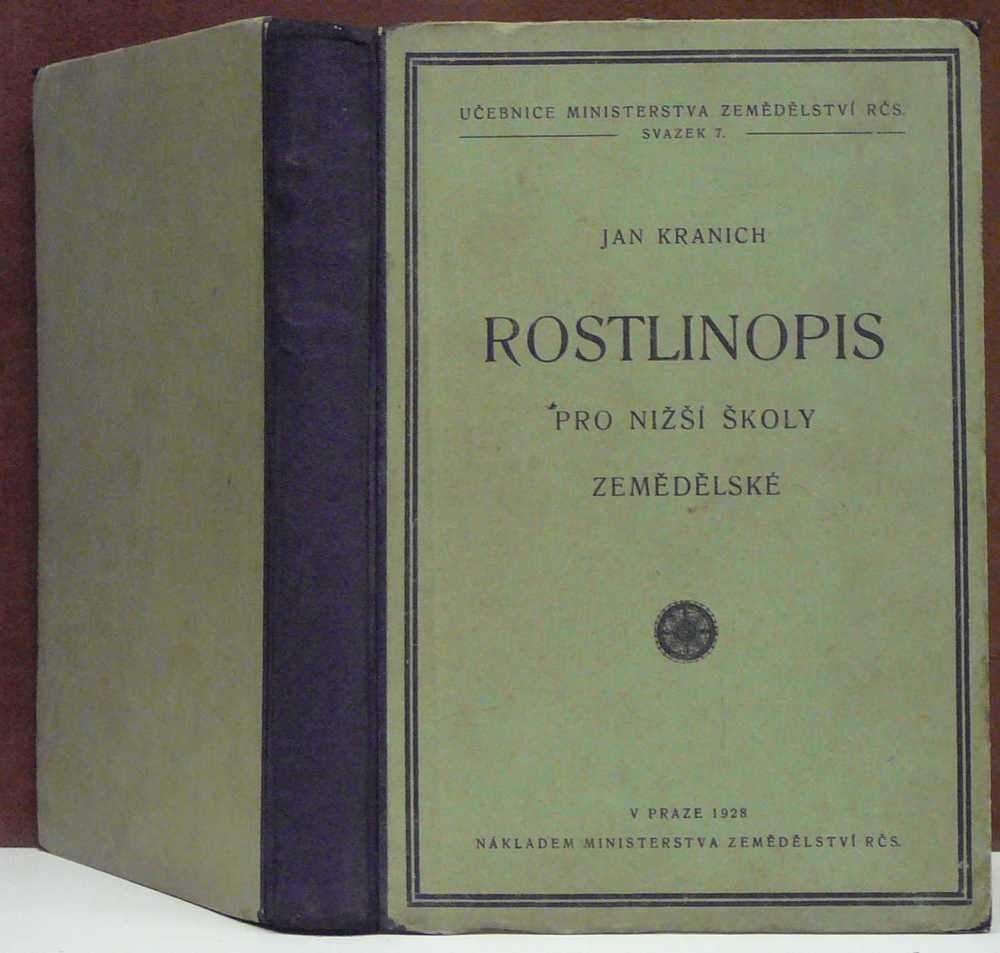 UČEBNICE MINISTERSTVA ZEMĚDĚLSTVÍ RČS.
SVAZEK 7.
JAN KRANICH
ROSTLINOPIS
PRO NIŽŠÍ ŠKOLY
ZEMĚDĚLSKÉ
V PRAZE 1928
NÁKLADEM MINISTERSTVA ZEMĚDĚLSTVÍ RČS.